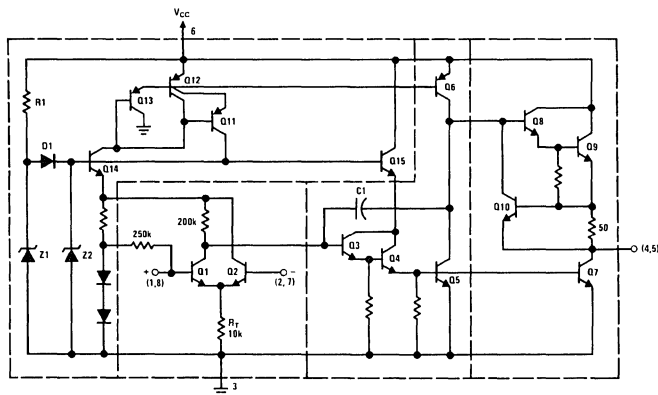 VCC
6
R1
Q13
Q12
Q11
Q6
Q8
Q9
D1
Q14
Q15
C1
Q10
50
200k
250k
(4,5)
Z1
Z2
+
(1,8)
Q1
Q2
−
(2, 7)
Q3
Q4
Q5
Q7
RT
10k
3